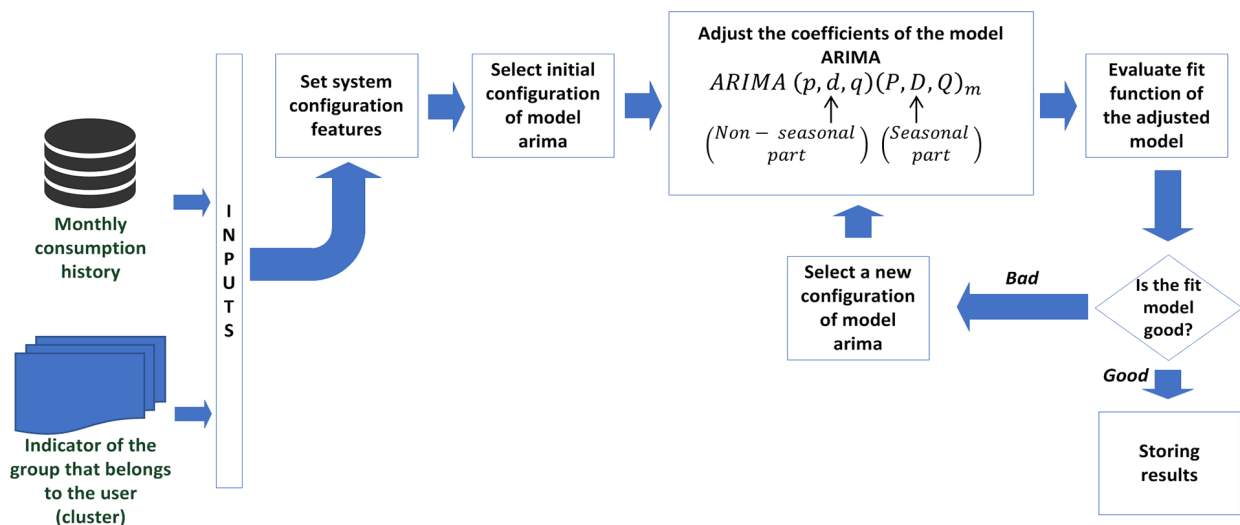 Monthly
consumption
history
Indicator of the
group that belongs
to the user
(cluster)
I
N
P
U
T
S
Set system
configuration
features
Select initial
configuration
of model
arima
Adjust the coefficients of the model
ARIMA
ARIMA (p, d, q)(P, D, Q)m
(Non − seasonal part) (Seasonal part)
Evaluate fit
function of
the adjusted
model
Is the fit
model
good?
Bad
Select a new
configuration
of model
arima
Good
Storing
results